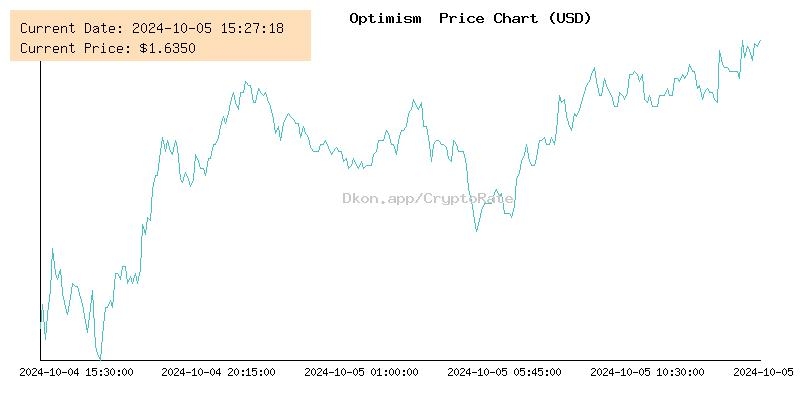 Optimism  Price Chart (USD)
Current Date: 2024-10-05 15:27:18
Current Price: $1.6350
Dkon.app/CryptoRate
2024-10-04 15:30:00 2024-10-04 20:15:00 2024-10-05 01:00:00 2024-10-05 05:45:00 2024-10-05 10:30:00 2024-10-05